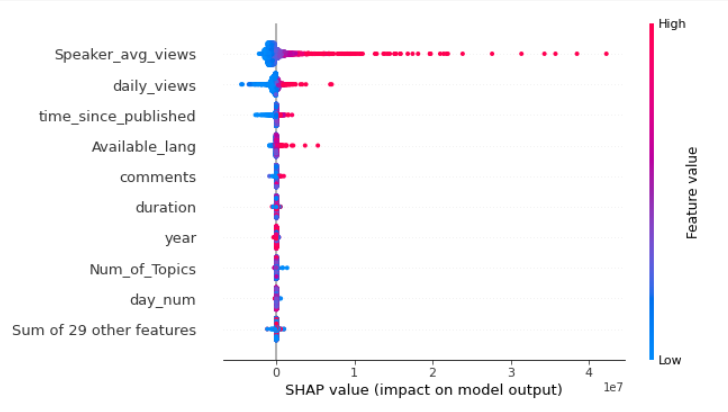 High
Speaker_avg_views
daily_views
time_since_published
Available_lang
comments
duration
year
Num_of_Topics
day_num
Sum of 29 other features
Feature value
Low
0 1 2 3 4
1e7
SHAP value (impact on model output)